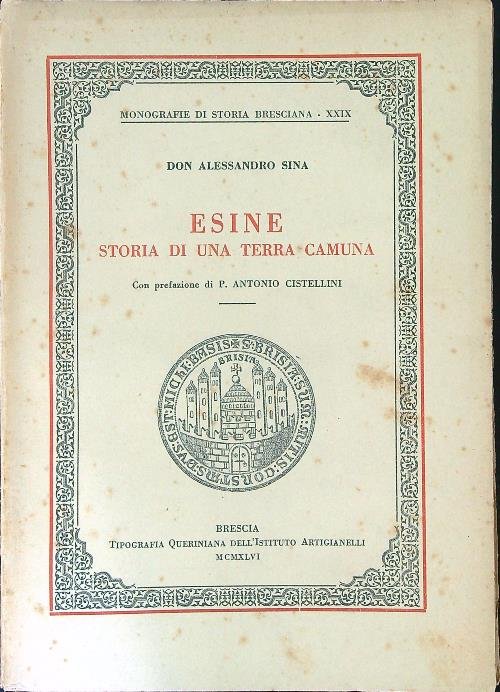 MONOGRAFIE DI STORIA BRESCIANA - XXIX
DON ALESSANDRO SINA
ESINE
STORIA DI UNA TERRA CAMUNA
Con prefazione di P. ANTONIO CISTELLINI
BRISIA
BRESCIA
TIPOGRAFIA QUERINIANA DELL'ISTITUTO ARTIGIANELLI
MCMXLVI